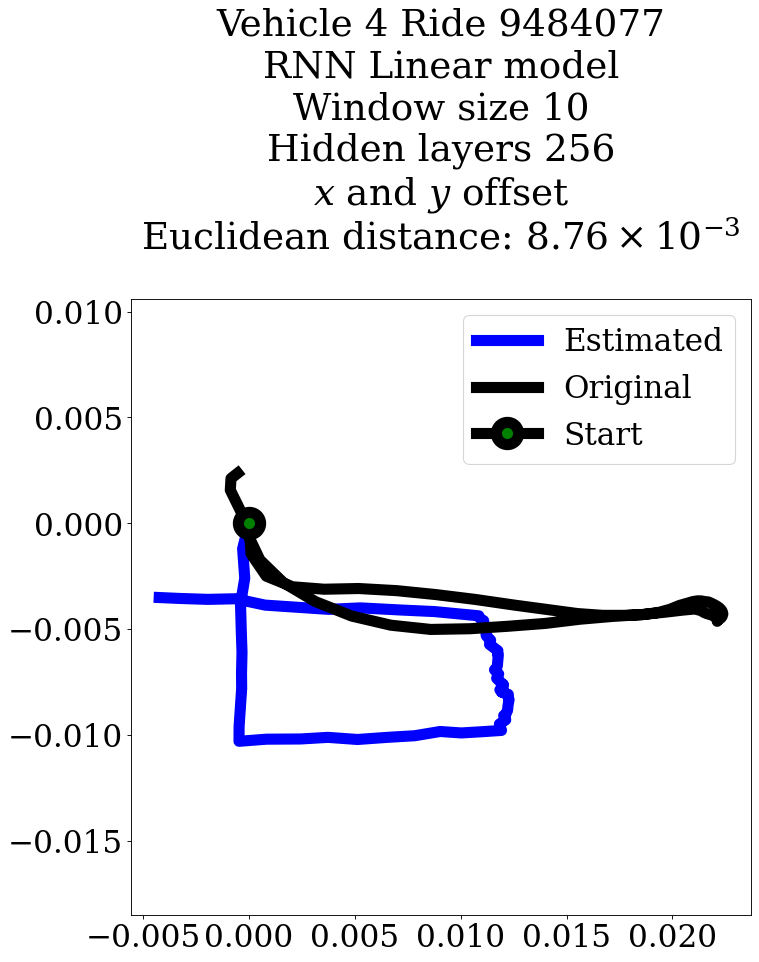 Vehicle 4 Ride 9484077
RNN Linear model
Window size 10
Hidden layers 256
x and y offset
Euclidean distance: 8.76 × 10⁻³
Estimated
Original
Start
0.010
0.005
0.000
−0.005
−0.010
−0.015
−0.005 0.000 0.005 0.010 0.015 0.020